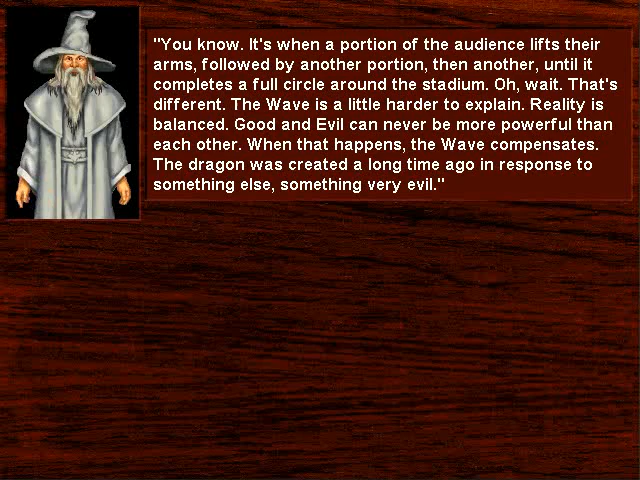 "You know. It's when a portion of the audience lifts their
arms, followed by another portion, then another, until it
completes a full circle around the stadium. Oh, wait. That's
different. The Wave is a little harder to explain. Reality is
balanced. Good and Evil can never be more powerful than
each other. When that happens, the Wave compensates.
The dragon was created a long time ago in response to
something else, something very evil."